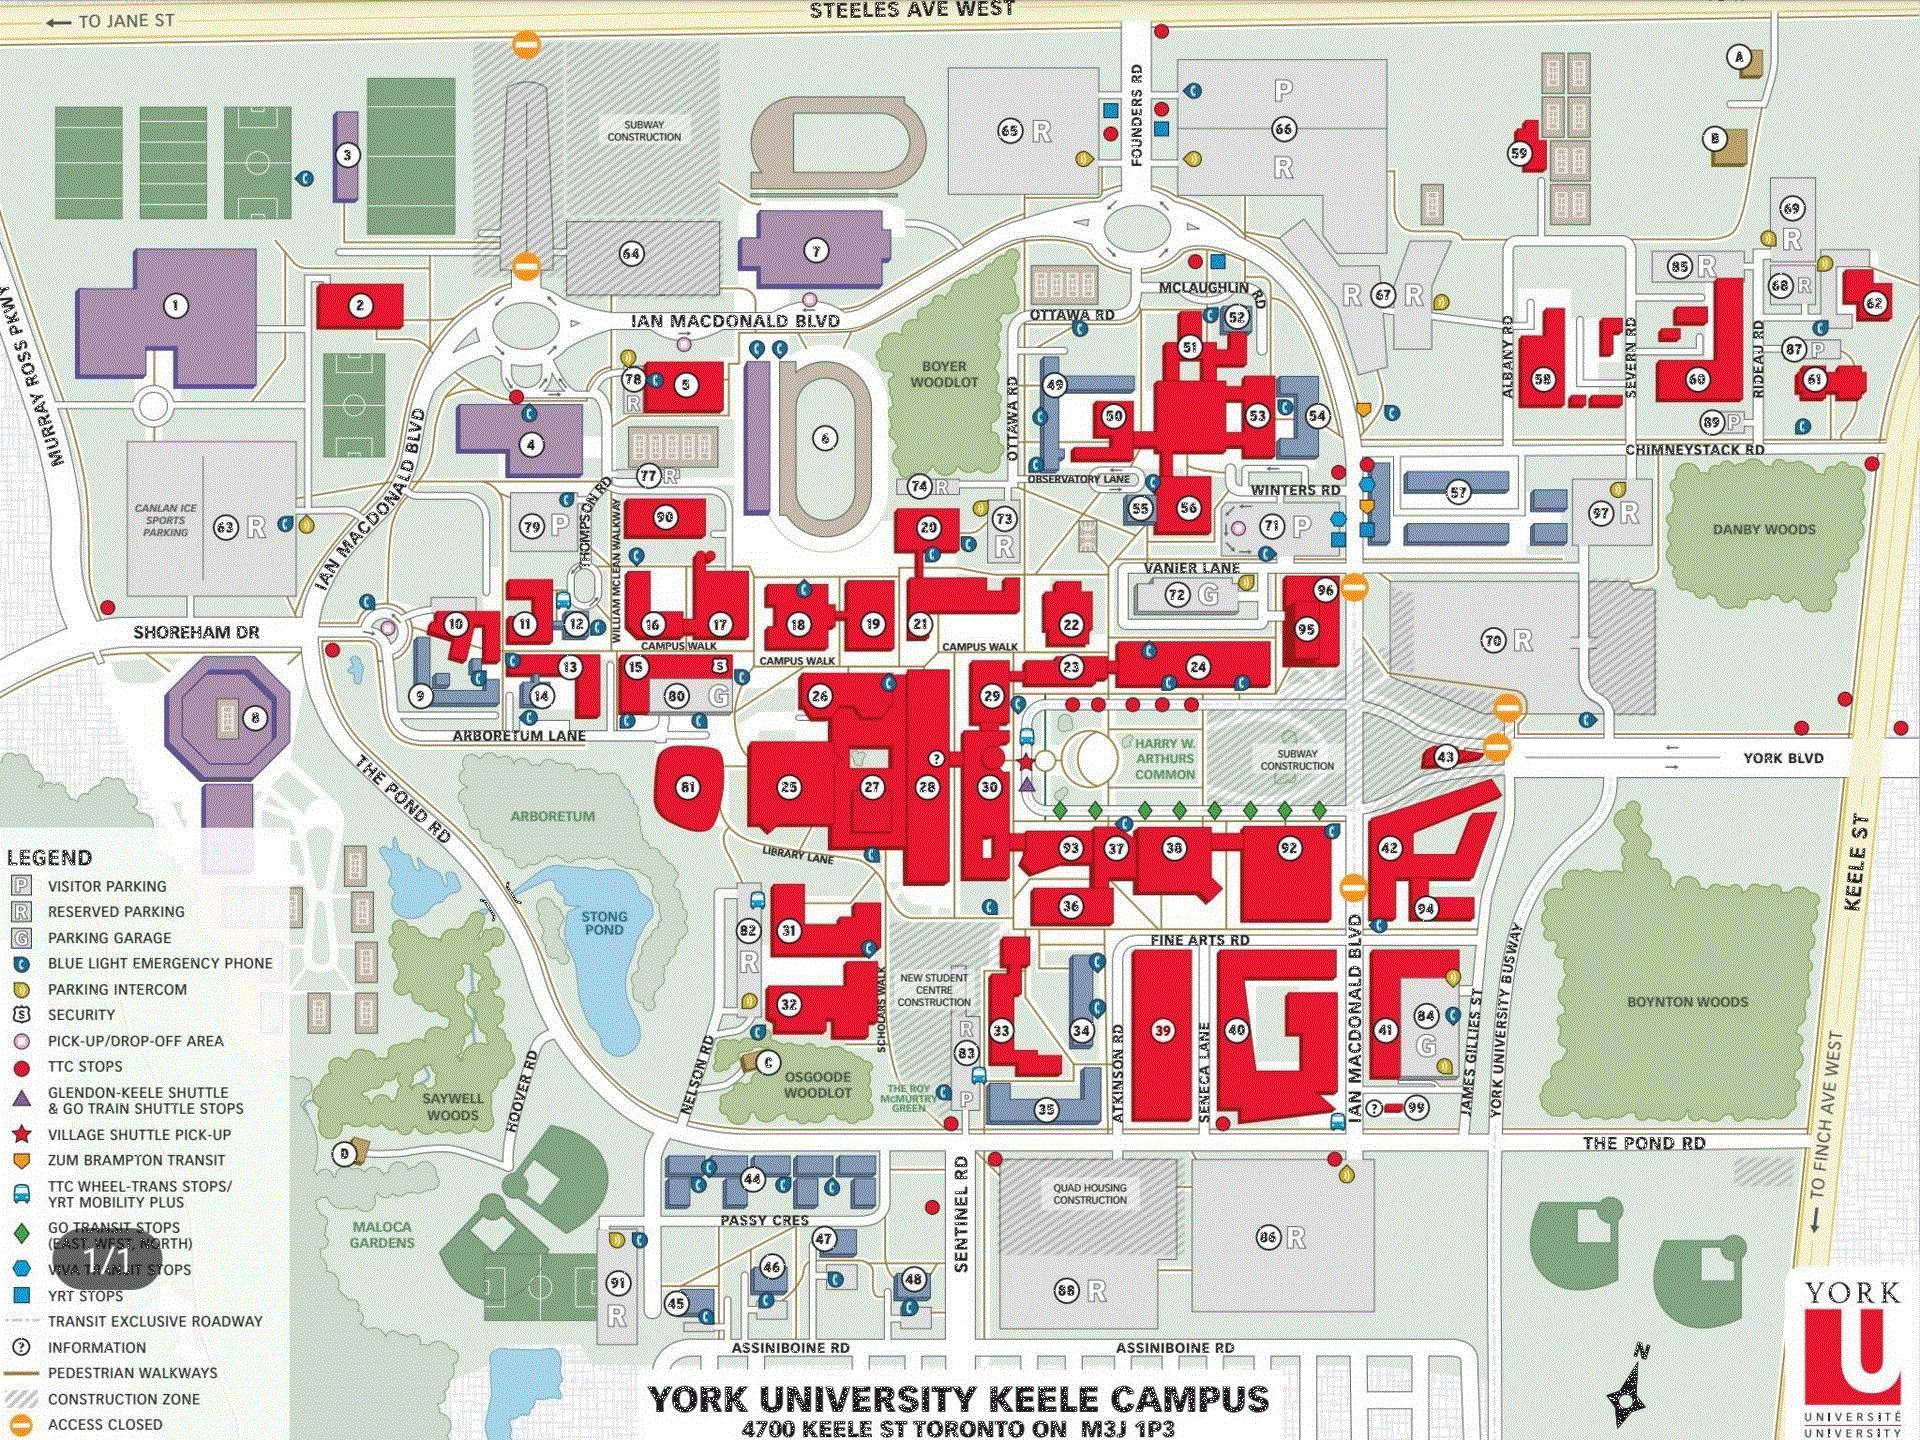 STEELES AVE WEST
← TO JANE ST
FOUNDERS RD
SUBWAY
CONSTRUCTION
A
B
3
65 R
P
66
R
59
69
R
64
7
1
2
IAN MACDONALD BLVD
MCLAUGHLIN RD
OTTAWA RD
52
R 67 R
85 R
68 R
62
MURRAY ROSS PKWY
78
R
5
BOYER
WOODLOT
OTTAWA RD
49
50
51
53
54
ALBANY RD
58
SEVERN RD
60
RIDEAU RD
87 P
61
89 P
4
6
CHIMNEYSTACK RD
IAN MACDONALD BLVD
77 R
74 R
OBSERVATORY LANE
WINTERS RD
57
CANLAN ICE
SPORTS
PARKING
63 R
79 P
THOMPSON RD
WILLIAM MCLEAN WALKWAY
90
20
73
R
55
56
71 P
97 R
DANBY WOODS
VANIER LANE
72 G
96
95
SHOREHAM DR
10
11
12
16
17
18
19
21
22
70 R
CAMPUS WALK
CAMPUS WALK
CAMPUS WALK
9
13
14
15
S
80 G
26
29
23
24
8
ARBORETUM LANE
THE POND RD
HARRY W.
ARTHURS
COMMON
SUBWAY
CONSTRUCTION
43
YORK BLVD
81
25
27
28
?
30
ARBORETUM
LIBRARY LANE
93
37
38
92
42
KEELE ST
36
94
STONG
POND
82
R
31
FINE ARTS RD
IAN MACDONALD BLVD
YORK UNIVERSITY BUSWAY
NEW STUDENT
CENTRE
CONSTRUCTION
SCHOLARS WALK
32
33
34
39
40
41
84
G
BOYNTON WOODS
R
83
P
ATKINSON RD
SENECA LANE
JAMES GILLIES ST
NELSON RD
C
OSGOODE
WOODLOT
THE ROY
McMURTRY
GREEN
35
? 99
HOOVER RD
SAYWELL
WOODS
D
THE POND RD
← TO FINCH AVE WEST
44
PASSY CRES
SENTINEL RD
QUAD HOUSING
CONSTRUCTION
MALOCA
GARDENS
86 R
47
46
48
45
91
R
88 R
ASSINIBOINE RD
ASSINIBOINE RD
LEGEND
P VISITOR PARKING
R RESERVED PARKING
G PARKING GARAGE
BLUE LIGHT EMERGENCY PHONE
PARKING INTERCOM
S SECURITY
PICK-UP/DROP-OFF AREA
TTC STOPS
GLENDON-KEELE SHUTTLE
& GO TRAIN SHUTTLE STOPS
VILLAGE SHUTTLE PICK-UP
ZUM BRAMPTON TRANSIT
TTC WHEEL-TRANS STOPS/
YRT MOBILITY PLUS
GO TRANSIT STOPS
(EAST, WEST, NORTH)
1/1
VIVA TRANSIT STOPS
YRT STOPS
TRANSIT EXCLUSIVE ROADWAY
? INFORMATION
PEDESTRIAN WALKWAYS
CONSTRUCTION ZONE
ACCESS CLOSED
YORK UNIVERSITY KEELE CAMPUS
4700 KEELE ST TORONTO ON M3J 1P3
N
YORK
U
UNIVERSITÉ
UNIVERSITY